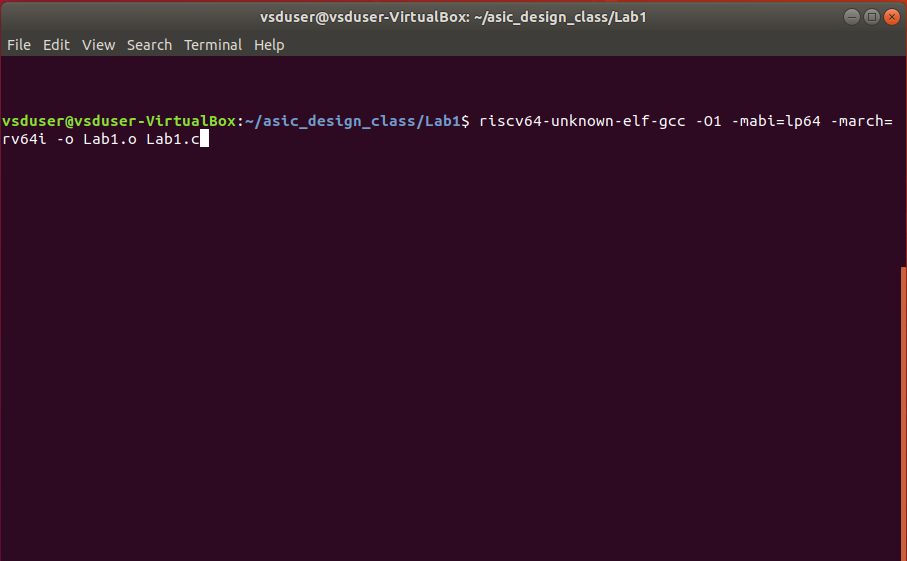 vsduser@vsduser-VirtualBox: ~/asic_design_class/Lab1
File Edit View Search Terminal Help
vsduser@vsduser-VirtualBox:~/asic_design_class/Lab1$ riscv64-unknown-elf-gcc -O1 -mabi=lp64 -march=
rv64i -o Lab1.o Lab1.c